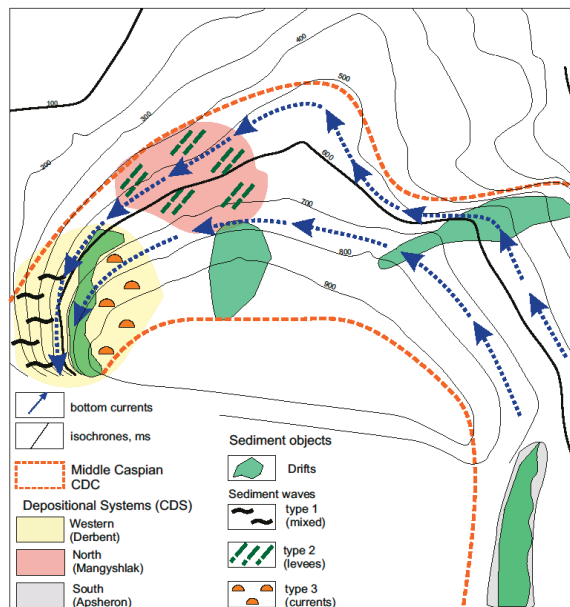 400
500
300
100
600
200
700
800
900
bottom currents
isochrones, ms
Middle Caspian
CDC
Depositional Systems (CDS)
Western
(Derbent)
North
(Mangyshlak)
South
(Apsheron)
Sediment objects
Drifts
Sediment waves
type 1
(mixed)
type 2
(levees)
type 3
(currents)